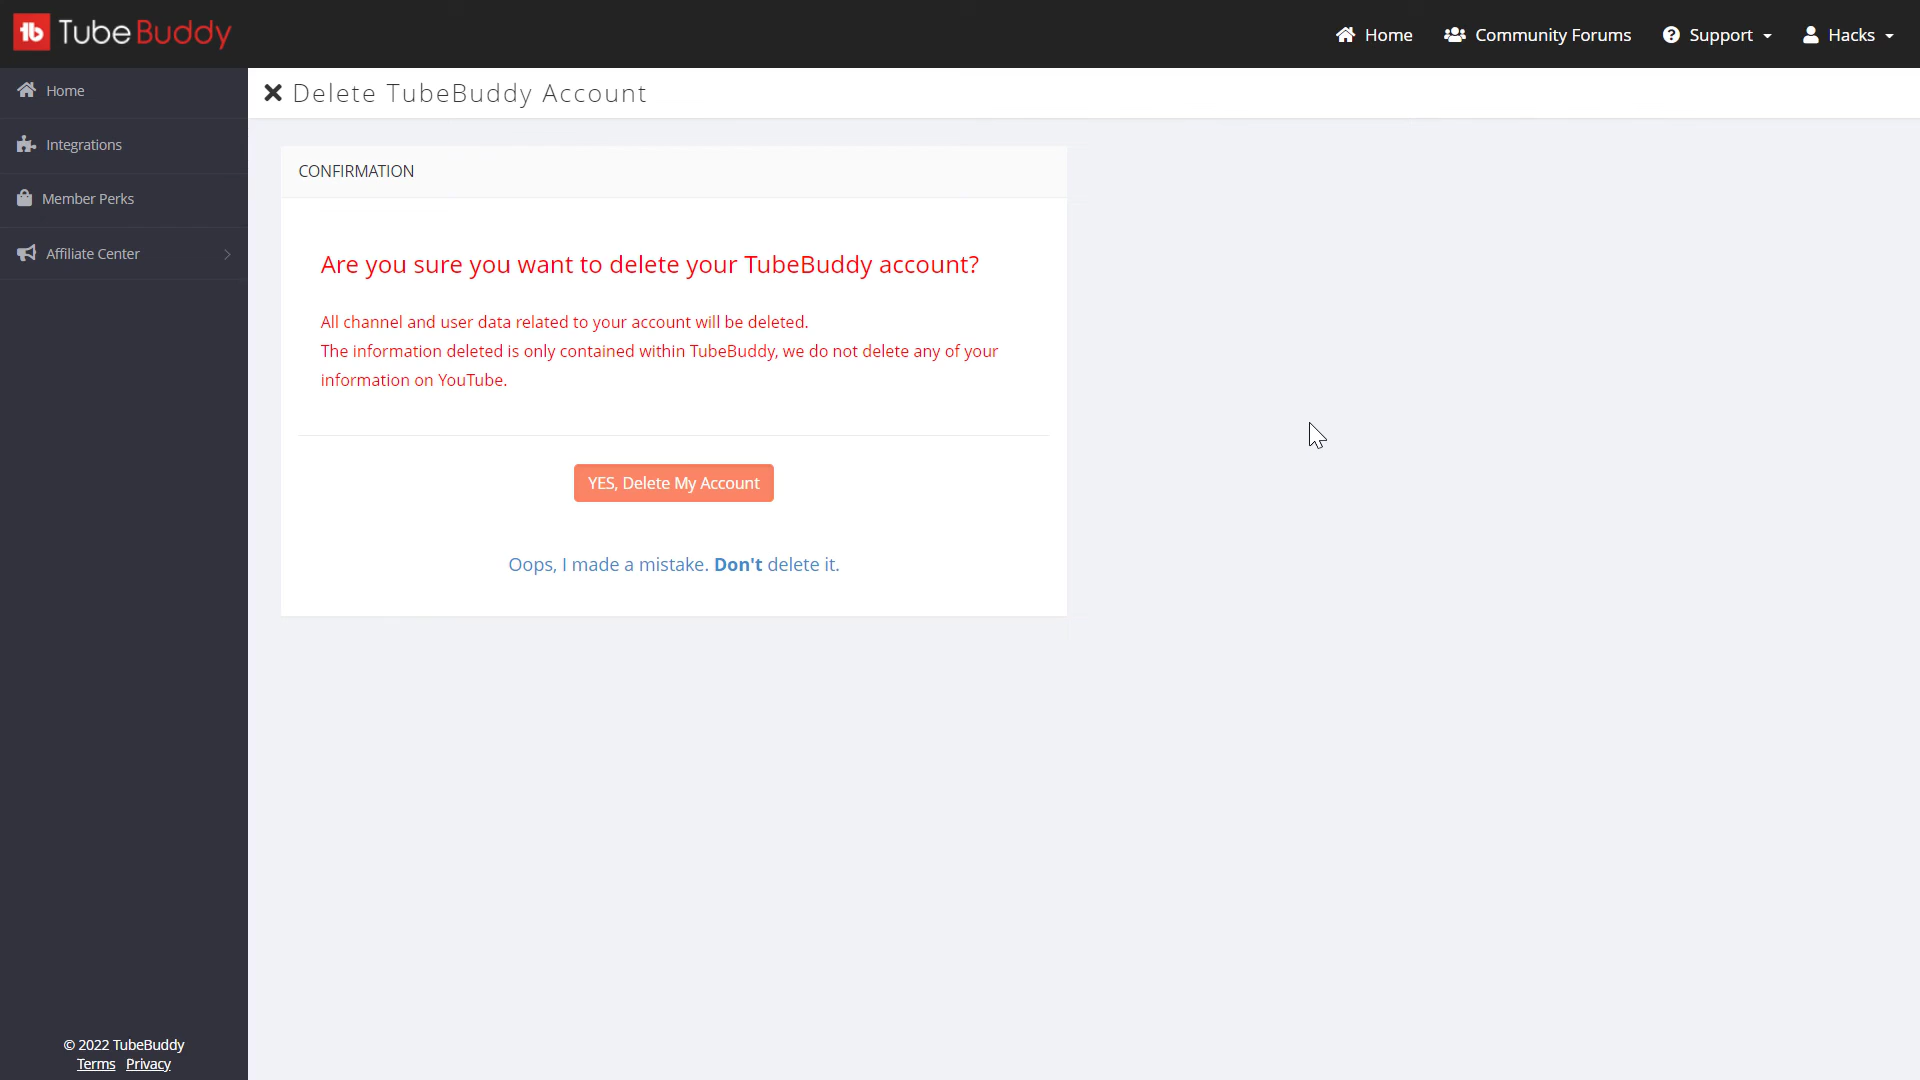 TubeBuddy
Home
Community Forums
Support
Hacks
Home
Integrations
Member Perks
Affiliate Center
Delete TubeBuddy Account
CONFIRMATION
Are you sure you want to delete your TubeBuddy account?
All channel and user data related to your account will be deleted.
The information deleted is only contained within TubeBuddy, we do not delete any of your
information on YouTube.
YES, Delete My Account
Oops, I made a mistake. Don't delete it.
© 2022 TubeBuddy
Terms Privacy